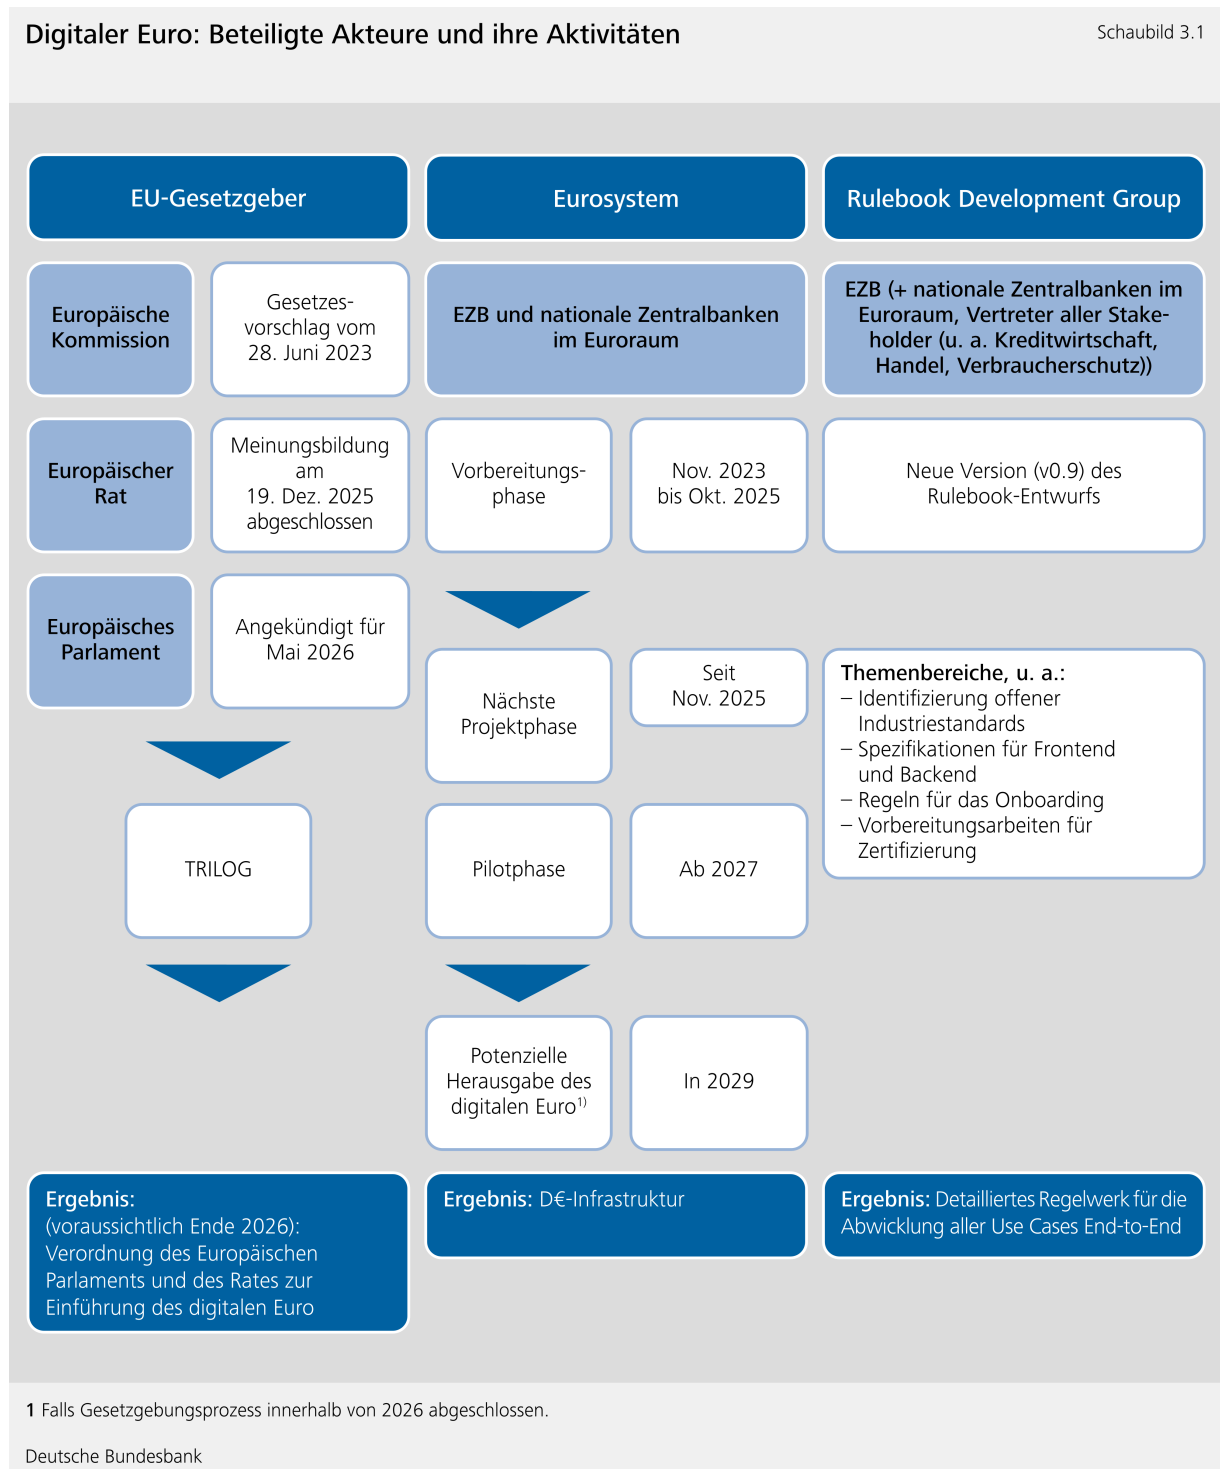 Digitaler Euro: Beteiligte Akteure und ihre Aktivitäten
Schaubild 3.1
EU-Gesetzgeber
Europäische
Kommission
Gesetzes-
vorschlag vom
28. Juni 2023
Europäischer
Rat
Meinungsbildung
am
19. Dez. 2025
abgeschlossen
Europäisches
Parlament
Angekündigt für
Mai 2026
TRILOG
Ergebnis:
(voraussichtlich Ende 2026):
Verordnung des Europäischen
Parlaments und des Rates zur
Einführung des digitalen Euro
Eurosystem
EZB und nationale Zentralbanken
im Euroraum
Vorbereitungs-
phase
Nov. 2023
bis Okt. 2025
Nächste
Projektphase
Seit
Nov. 2025
Pilotphase
Ab 2027
Potenzielle
Herausgabe des
digitalen Euro¹⁾
In 2029
Ergebnis: D€-Infrastruktur
Rulebook Development Group
EZB (+ nationale Zentralbanken im
Euroraum, Vertreter aller Stake-
holder (u. a. Kreditwirtschaft,
Handel, Verbraucherschutz))
Neue Version (v0.9) des
Rulebook-Entwurfs
Themenbereiche, u. a.:
– Identifizierung offener
Industriestandards
– Spezifikationen für Frontend
und Backend
– Regeln für das Onboarding
– Vorbereitungsarbeiten für
Zertifizierung
Ergebnis: Detailliertes Regelwerk für die
Abwicklung aller Use Cases End-to-End
1 Falls Gesetzgebungsprozess innerhalb von 2026 abgeschlossen.
Deutsche Bundesbank